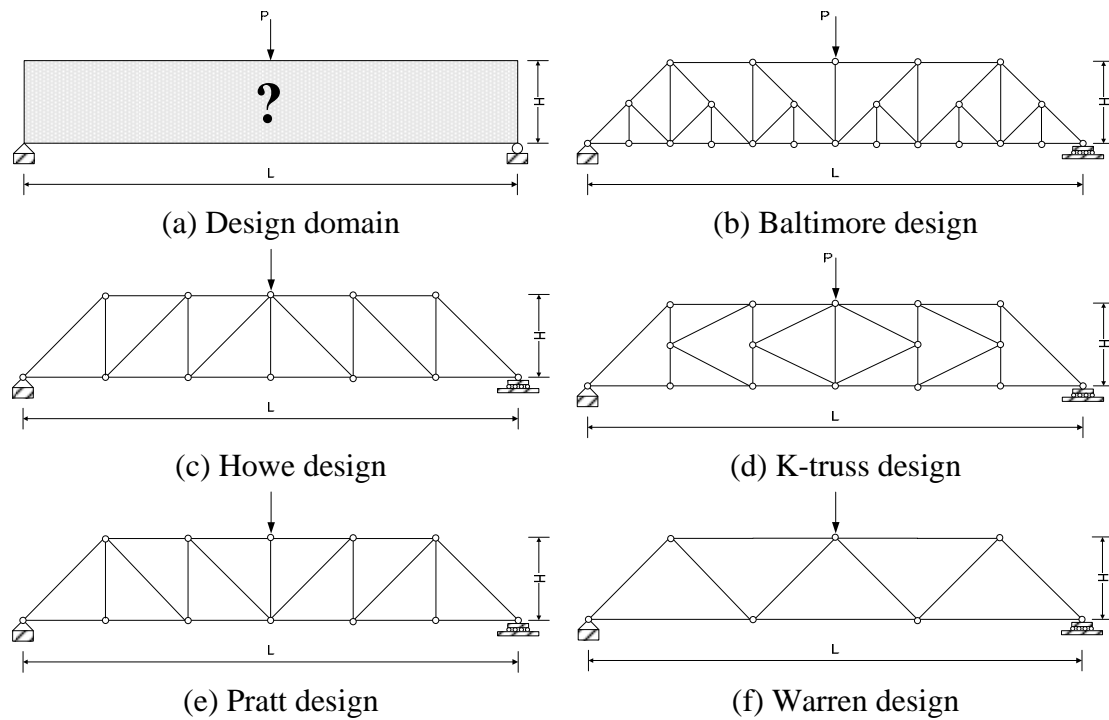 P
?
H
L
(a) Design domain
P
H
L
(b) Baltimore design
H
L
(c) Howe design
P
H
L
(d) K-truss design
H
L
(e) Pratt design
H
L
(f) Warren design